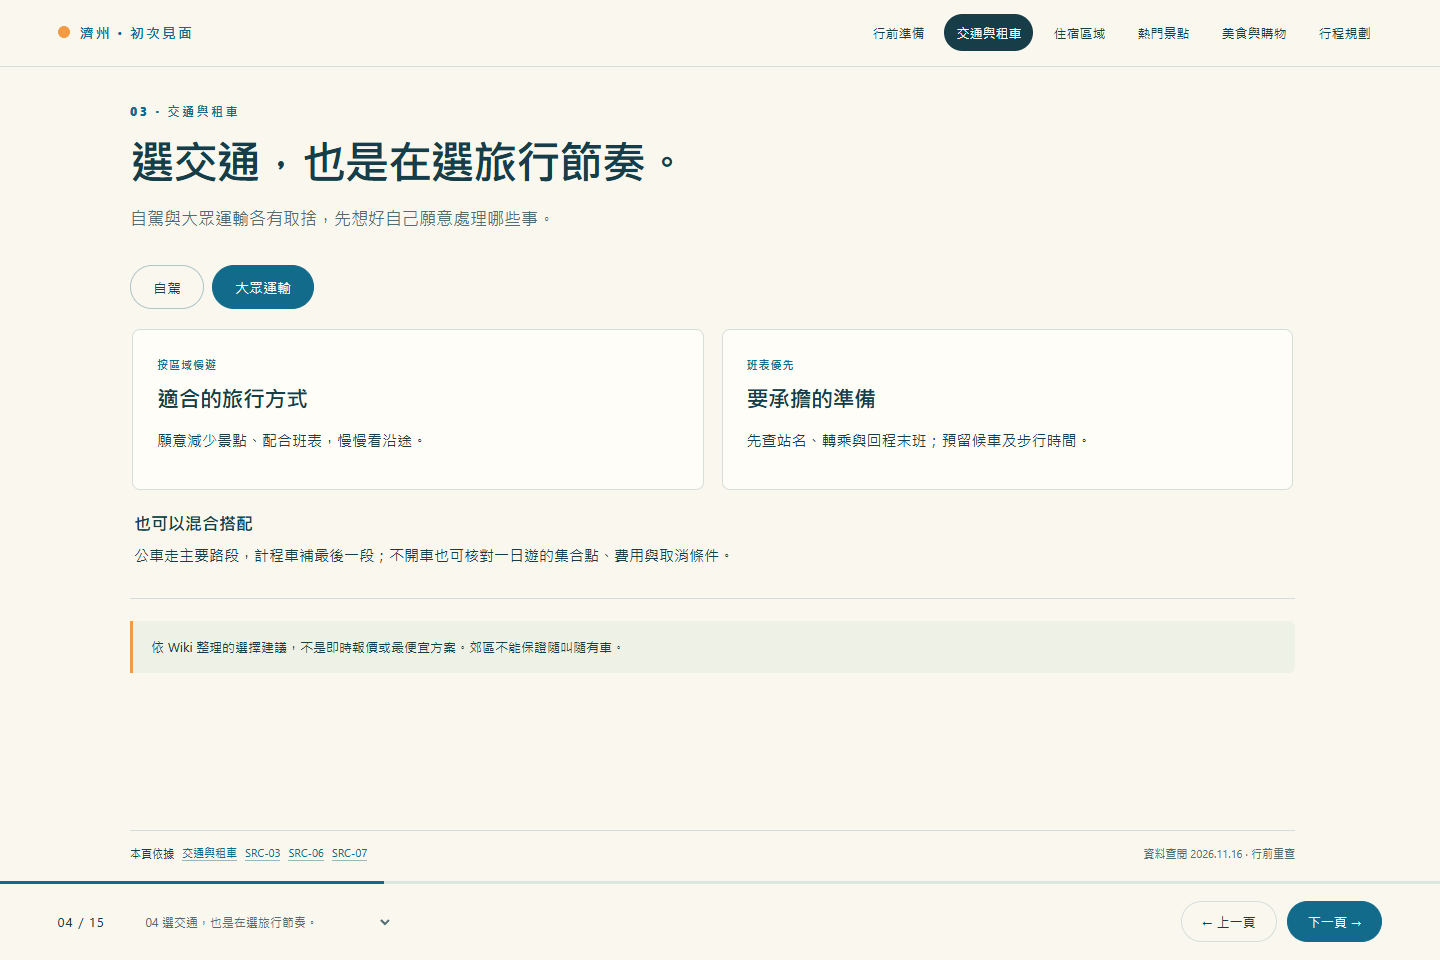 濟州・初次見面
行前準備
交通與租車
住宿區域
熱門景點
美食與購物
行程規劃
03 · 交通與租車
選交通，也是在選旅行節奏。
自駕與大眾運輸各有取捨，先想好自己願意處理哪些事。
自駕
大眾運輸
按區域慢遊
適合的旅行方式
願意減少景點、配合班表，慢慢看沿途。
班表優先
要承擔的準備
先查站名、轉乘與回程末班；預留候車及步行時間。
也可以混合搭配
公車走主要路段，計程車補最後一段；不開車也可核對一日遊的集合點、費用與取消條件。
依 Wiki 整理的選擇建議，不是即時報價或最便宜方案。郊區不能保證隨叫隨有車。
本頁依據 交通與租車 SRC-03 SRC-06 SRC-07
資料查閱 2026.11.16 · 行前重查
04 / 15
04 選交通，也是在選旅行節奏。
← 上一頁
下一頁 →